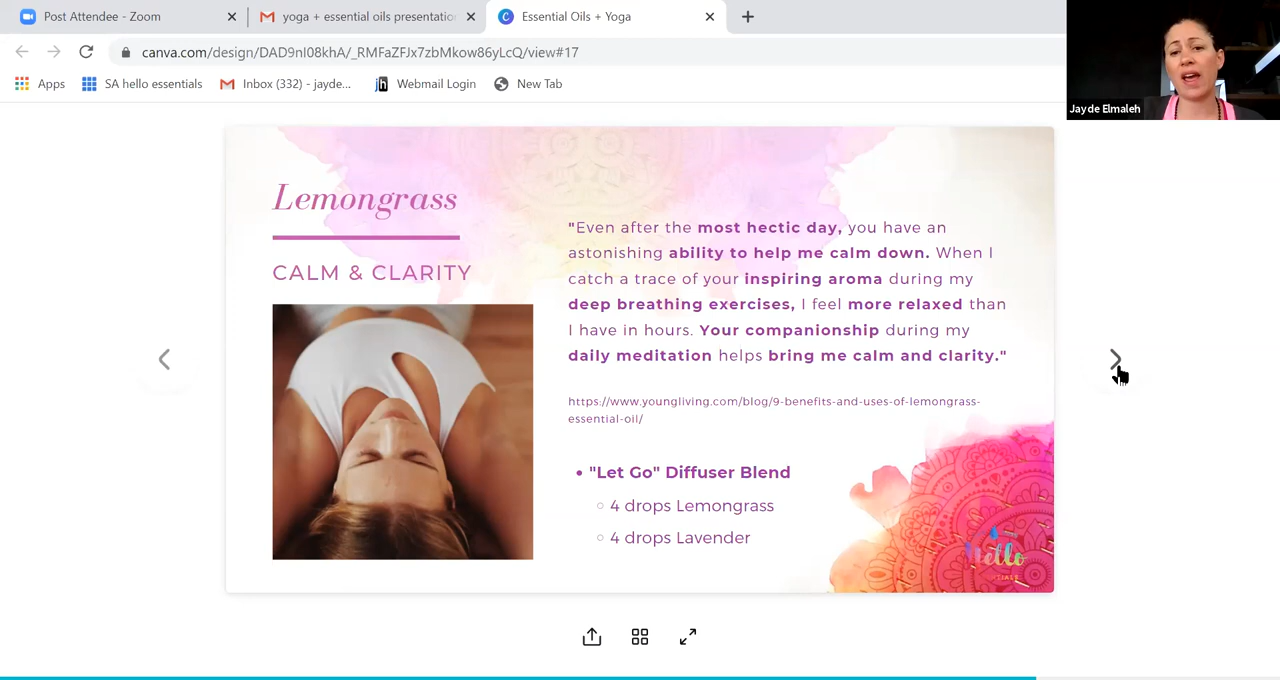 Post Attendee - Zoom
yoga + essential oils presentatio
Essential Oils + Yoga
canva.com/design/DAD9nI08khA/_RMFaZFJx7zbMkow86yLcQ/view#17
Apps
SA hello essentials
Inbox (332) - jayde...
Webmail Login
New Tab
Jayde Elmaleh
Lemongrass
CALM & CLARITY
"Even after the most hectic day, you have an
astonishing ability to help me calm down. When I
catch a trace of your inspiring aroma during my
deep breathing exercises, I feel more relaxed than
I have in hours. Your companionship during my
daily meditation helps bring me calm and clarity."
https://www.youngliving.com/blog/9-benefits-and-uses-of-lemongrass-
essential-oil/
• "Let Go" Diffuser Blend
○ 4 drops Lemongrass
○ 4 drops Lavender
Hello